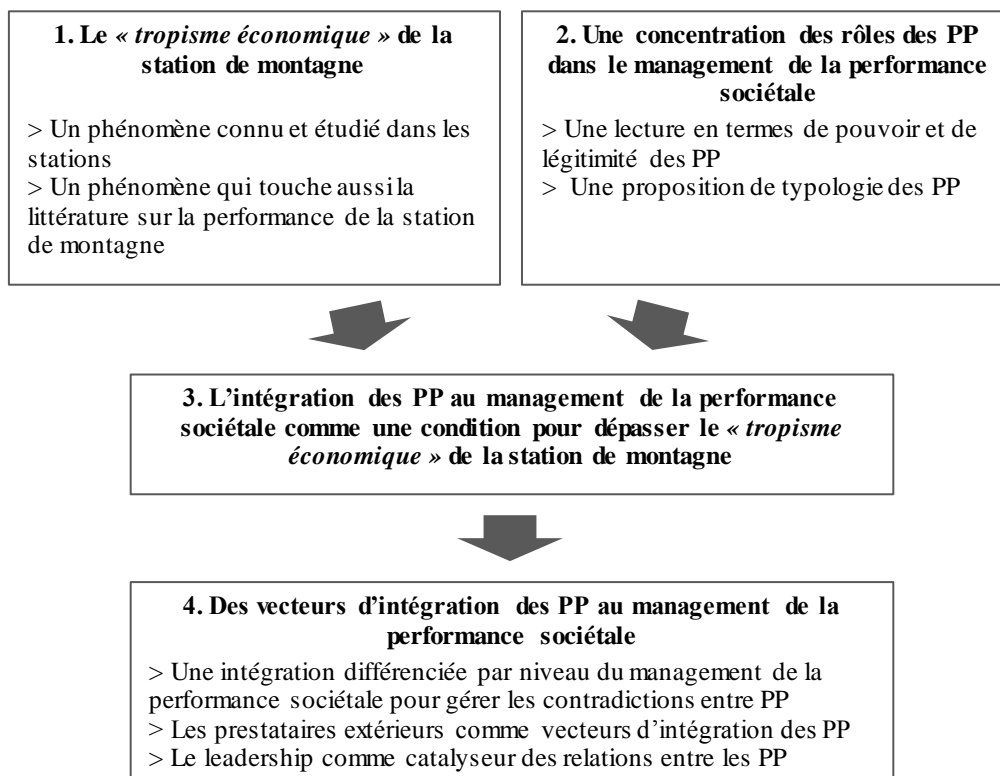 1. Le « tropisme économique » de la
station de montagne
> Un phénomène connu et étudié dans les
stations
> Un phénomène qui touche aussi la
littérature sur la performance de la station
de montagne
2. Une concentration des rôles des PP
dans le management de la performance
sociétale
> Une lecture en termes de pouvoir et de
légitimité des PP
> Une proposition de typologie des PP
3. L'intégration des PP au management de la performance
sociétale comme une condition pour dépasser le « tropisme
économique » de la station de montagne
4. Des vecteurs d'intégration des PP au management de la
performance sociétale
> Une intégration différenciée par niveau du management de la
performance sociétale pour gérer les contradictions entre PP
> Les prestataires extérieurs comme vecteurs d'intégration des PP
> Le leadership comme catalyseur des relations entre les PP